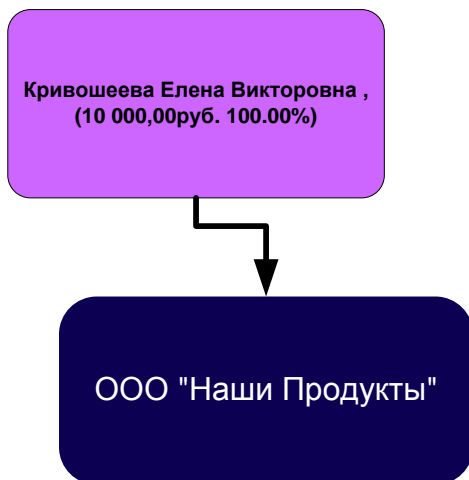 Кривошеева Елена Викторовна ,
(10 000,00руб. 100.00%)
ООО "Наши Продукты"